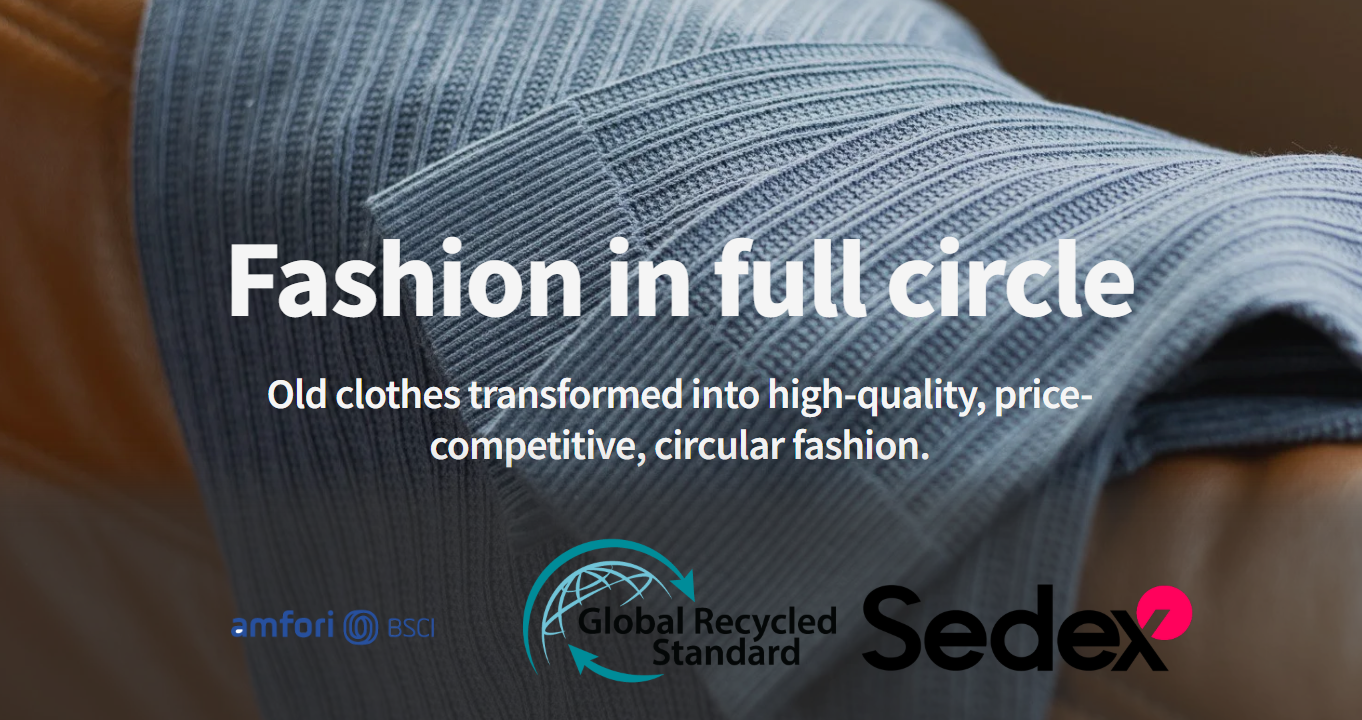 Fashion in full circle
Old clothes transformed into high-quality, price-
competitive, circular fashion.
amfori BSCI
Global Recycled
Standard
Sedex